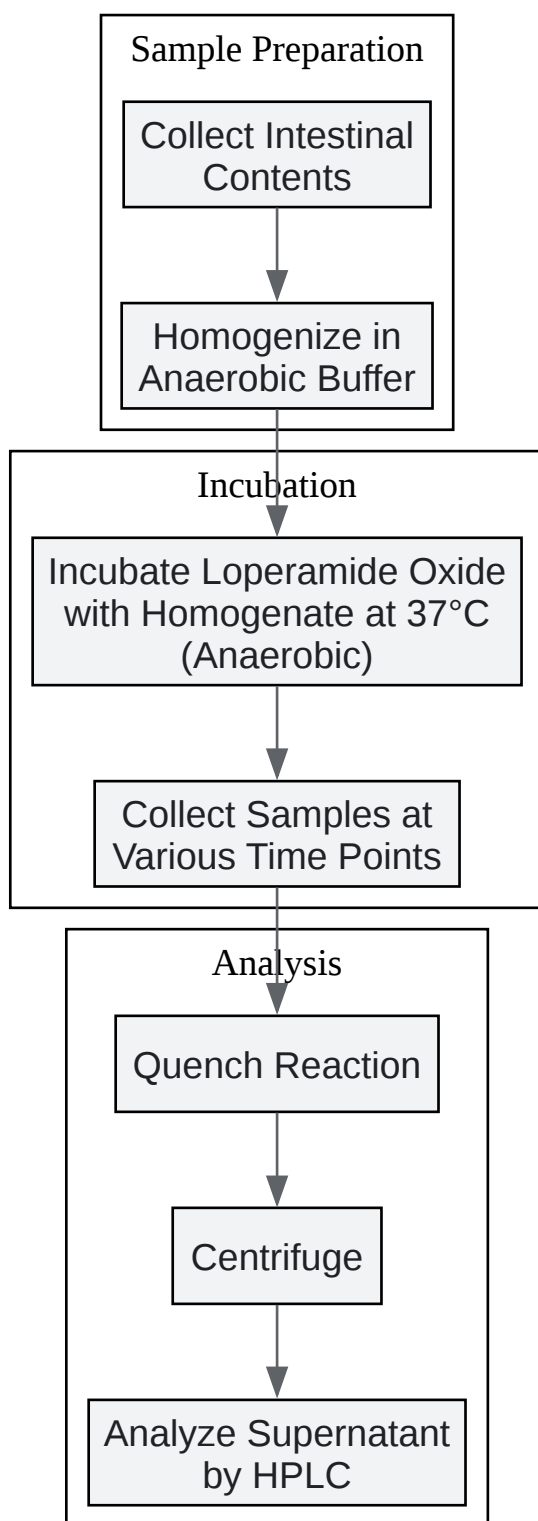 Sample Preparation
Collect Intestinal
Contents
Homogenize in
Anaerobic Buffer
Incubation
Incubate Loperamide Oxide
with Homogenate at 37°C
(Anaerobic)
Collect Samples at
Various Time Points
Analysis
Quench Reaction
Centrifuge
Analyze Supernatant
by HPLC